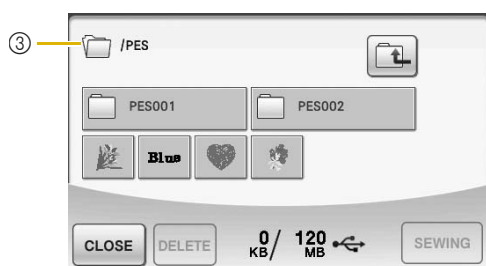 ③ /PES
PES001 PES002
Blue
CLOSE DELETE 0 KB / 120 MB SEWING